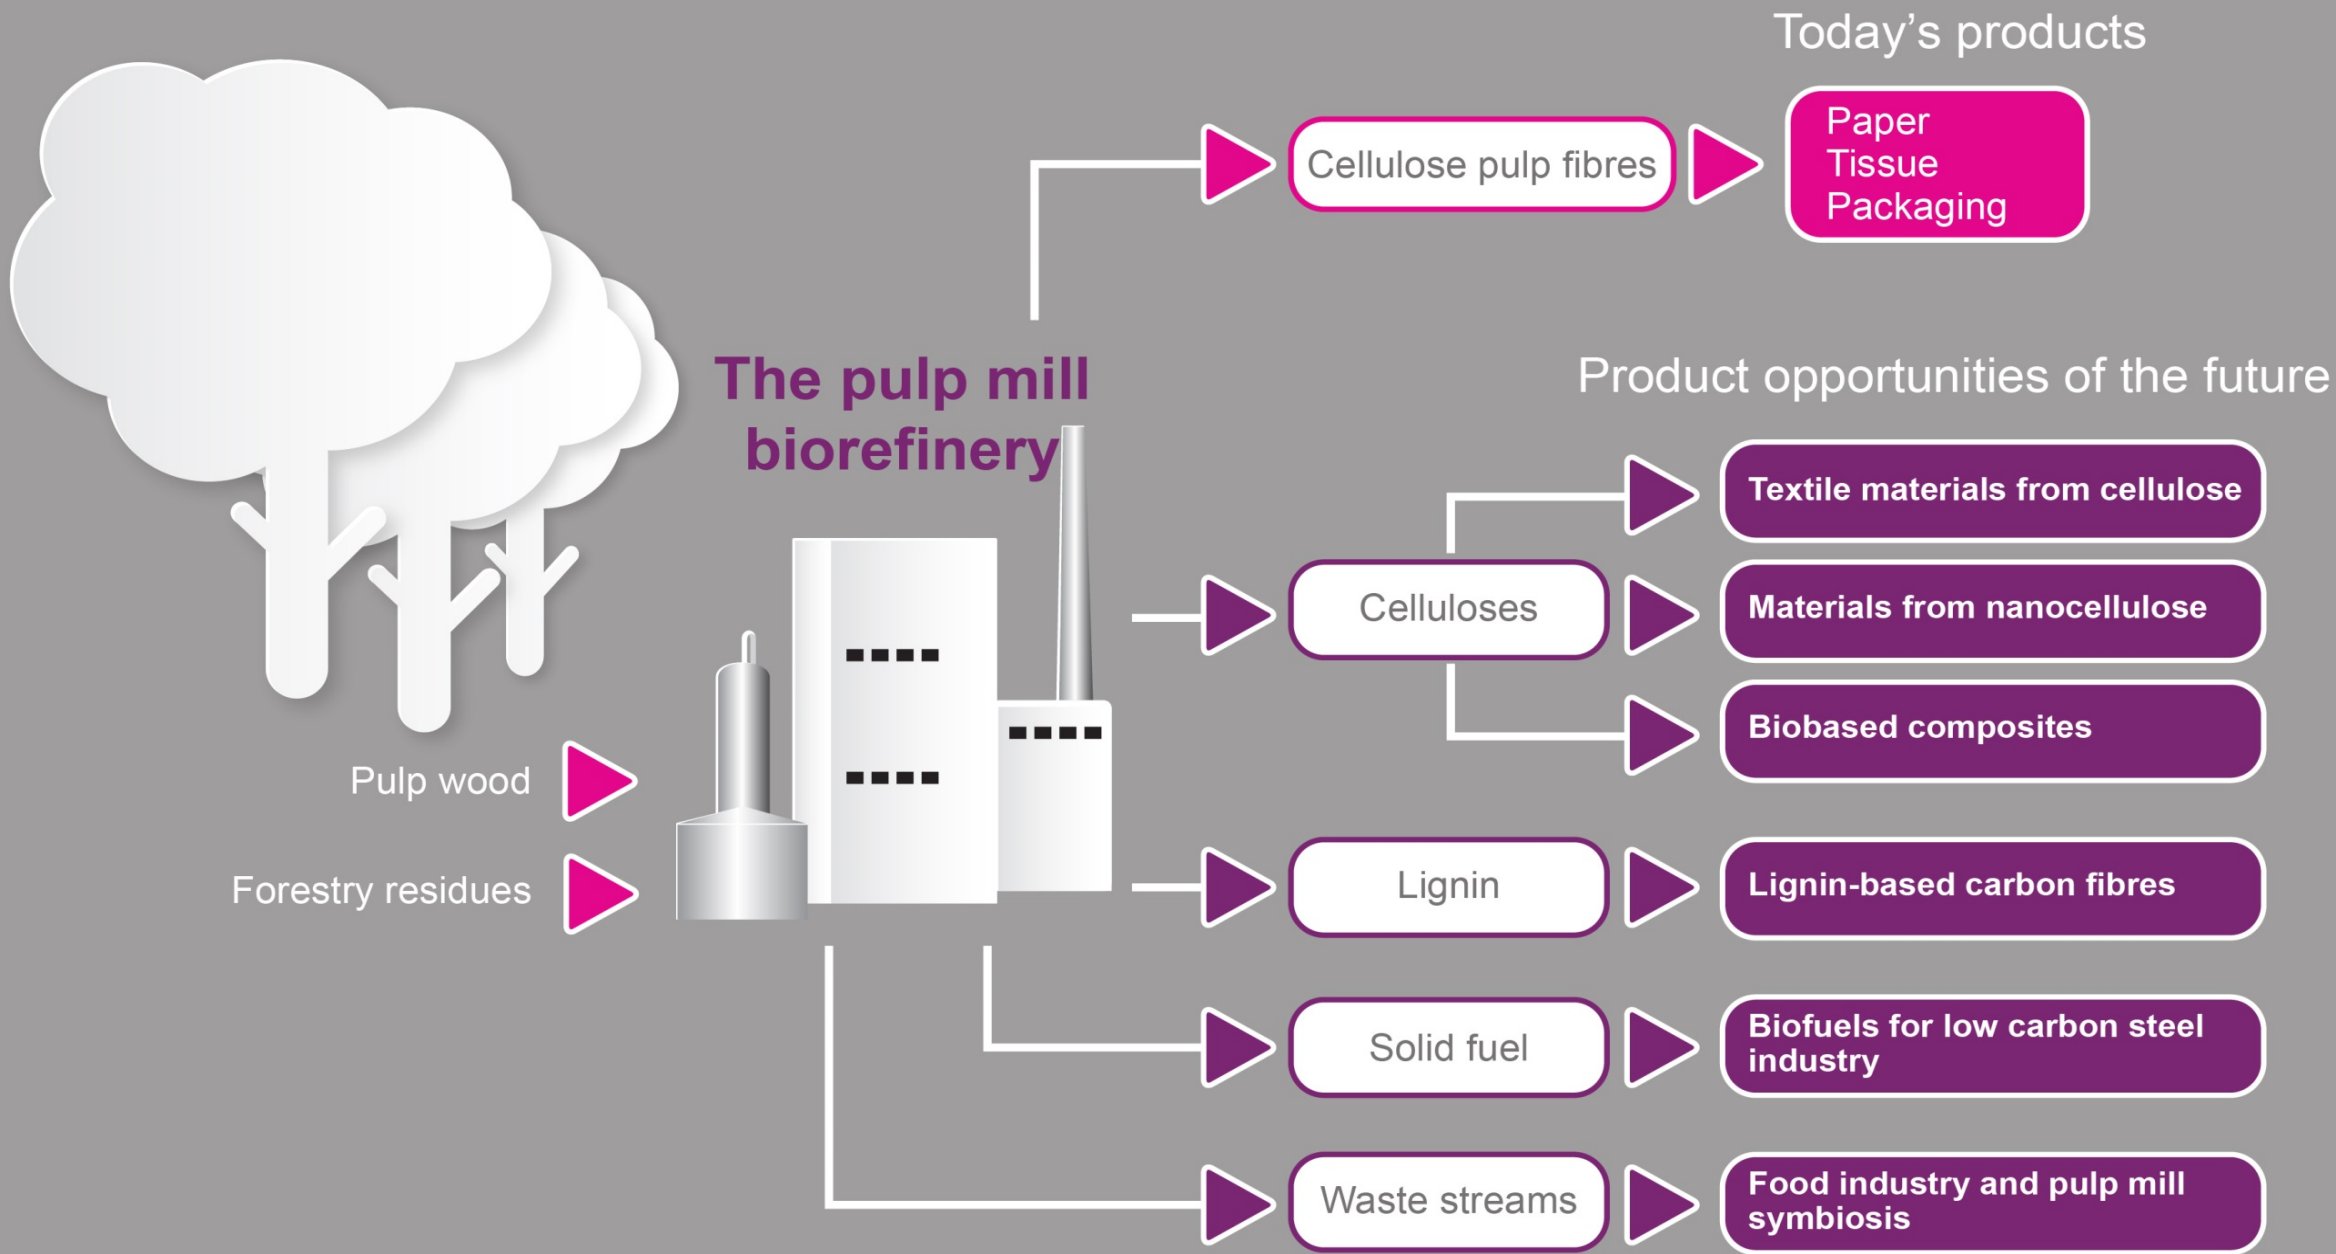 Today's products
Cellulose pulp fibres
Paper
Tissue
Packaging
The pulp mill
biorefinery
Product opportunities of the future
Pulp wood
Forestry residues
Celluloses
Textile materials from cellulose
Materials from nanocellulose
Biobased composites
Lignin
Lignin-based carbon fibres
Solid fuel
Biofuels for low carbon steel
industry
Waste streams
Food industry and pulp mill
symbiosis